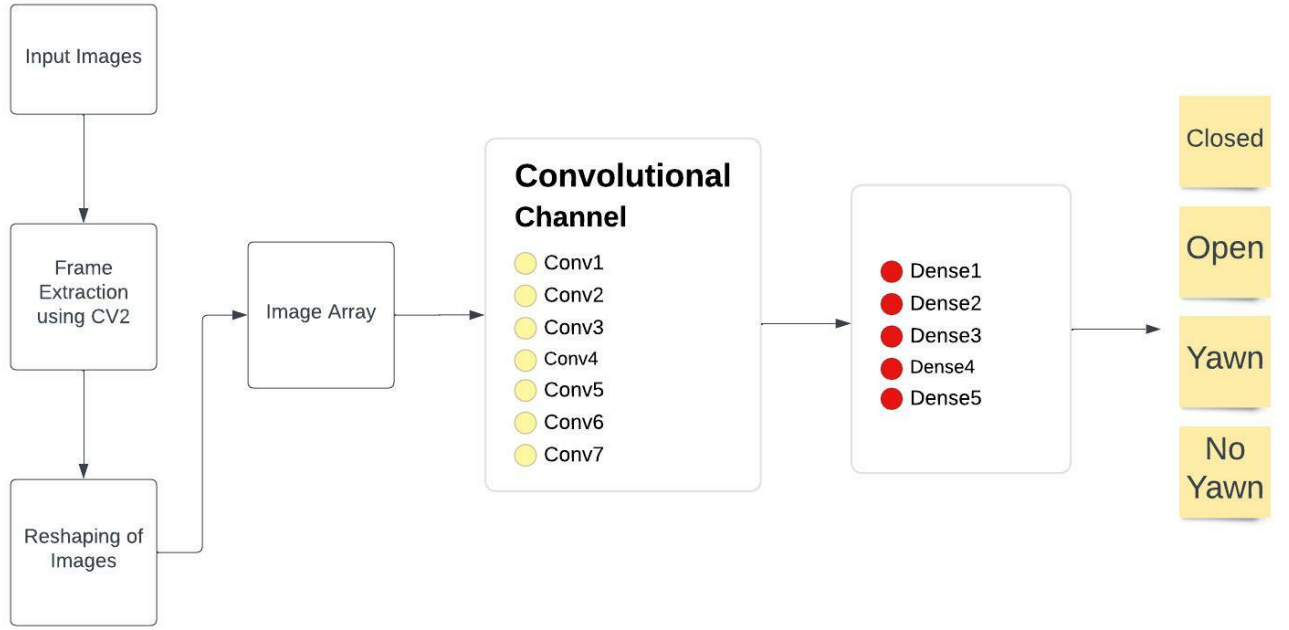 Input Images
Frame
Extraction
using CV2
Reshaping of
Images
Image Array
Convolutional
Channel
Conv1
Conv2
Conv3
Conv4
Conv5
Conv6
Conv7
Dense1
Dense2
Dense3
Dense4
Dense5
Closed
Open
Yawn
No
Yawn